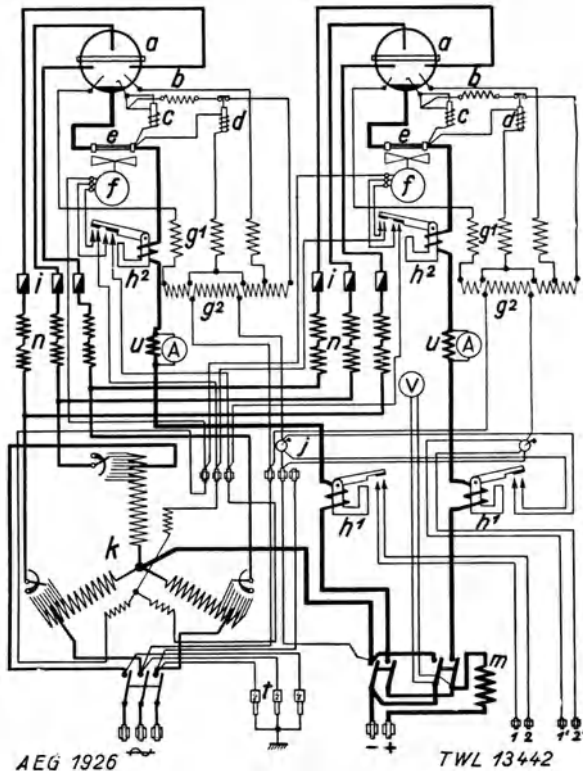 a a
b b
c d c d
e e
f f
g1 g1
h2 h2
i g2 i g2
n u A n u A
V
j
h1 h1
k
m
t
1 2 1' 2'
- +
AEG 1926 TWL 13442